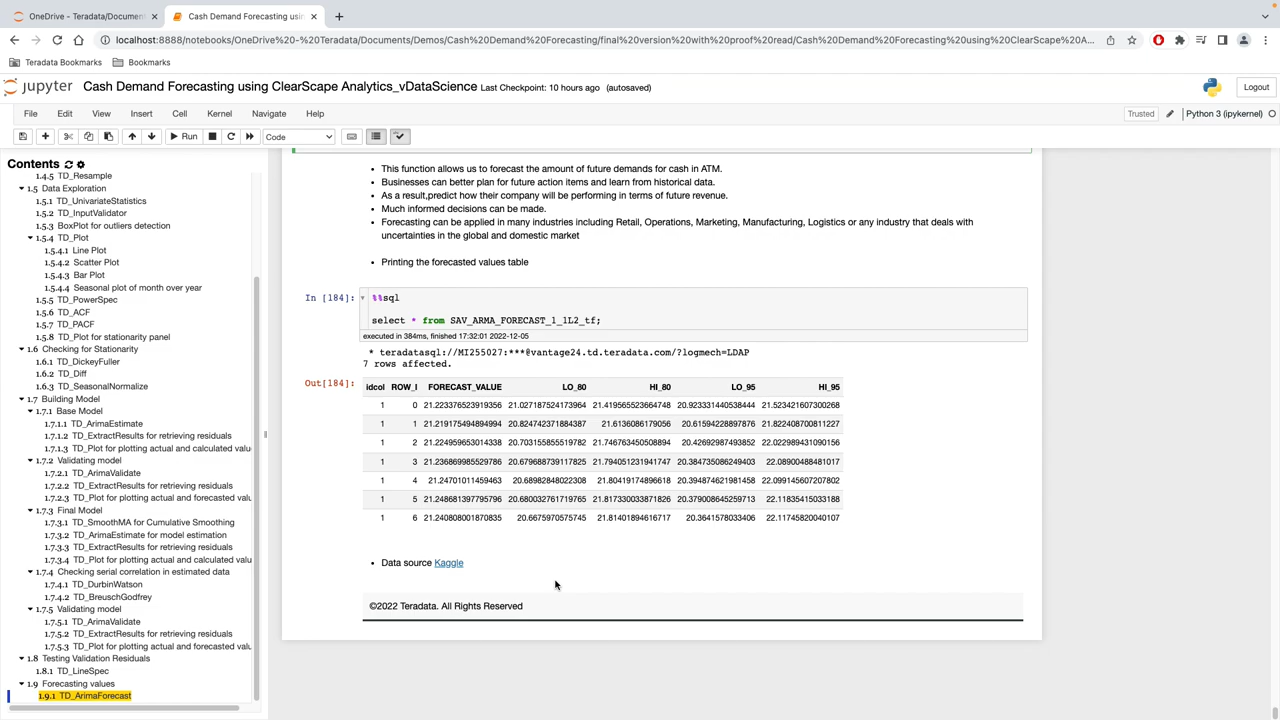 OneDrive - Teradata/Document
Cash Demand Forecasting usin
localhost:8888/notebooks/OneDrive%20-%20Teradata/Documents/Demos/Cash%20Demand%20Forecasting/final%20version%20with%20proof%20read/Cash%20Demand%20Forecasting%20using%20ClearScape%20A...
Teradata Bookmarks
Bookmarks
jupyter
Cash Demand Forecasting using ClearScape Analytics_vDataScience
Last Checkpoint: 10 hours ago
(autosaved)
Logout
File Edit View Insert Cell Kernel Navigate Help
Trusted
Python 3 (ipykernel)
Run
Code
Contents
1.4.5 TD_Resample
1.5 Data Exploration
1.5.1 TD_UnivariateStatistics
1.5.2 TD_InputValidator
1.5.3 BoxPlot for outliers detection
1.5.4 TD_Plot
1.5.4.1 Line Plot
1.5.4.2 Scatter Plot
1.5.4.3 Bar Plot
1.5.4.4 Seasonal plot of month over year
1.5.5 TD_PowerSpec
1.5.6 TD_ACF
1.5.7 TD_PACF
1.5.8 TD_Plot for stationarity panel
1.6 Checking for Stationarity
1.6.1 TD_DickeyFuller
1.6.2 TD_Diff
1.6.3 TD_SeasonalNormalize
1.7 Building Model
1.7.1 Base Model
1.7.1.1 TD_ArimaEstimate
1.7.1.2 TD_ExtractResults for retrieving residuals
1.7.1.3 TD_Plot for plotting actual and calculated valu
1.7.2 Validating model
1.7.2.1 TD_ArimaValidate
1.7.2.2 TD_ExtractResults for retrieving residuals
1.7.2.3 TD_Plot for plotting actual and forecasted valu
1.7.3 Final Model
1.7.3.1 TD_SmoothMA for Cumulative Smoothing
1.7.3.2 TD_ArimaEstimate for model estimation
1.7.3.3 TD_ExtractResults for retrieving residuals
1.7.3.4 TD_Plot for plotting actual and calculated valu
1.7.4 Checking serial correlation in estimated data
1.7.4.1 TD_DurbinWatson
1.7.4.2 TD_BreuschGodfrey
1.7.5 Validating model
1.7.5.1 TD_ArimaValidate
1.7.5.2 TD_ExtractResults for retrieving residuals
1.7.5.3 TD_Plot for plotting actual and forecasted valu
1.8 Testing Validation Residuals
1.8.1 TD_LineSpec
1.9 Forecasting values
1.9.1 TD_ArimaForecast
• This function allows us to forecast the amount of future demands for cash in ATM.
• Businesses can better plan for future action items and learn from historical data.
• As a result,predict how their company will be performing in terms of future revenue.
• Much informed decisions can be made.
• Forecasting can be applied in many industries including Retail, Operations, Marketing, Manufacturing, Logistics or any industry that deals with
uncertainties in the global and domestic market
• Printing the forecasted values table
In [184]: %%sql
select * from SAV_ARMA_FORECAST_1_1L2_tf;
executed in 384ms, finished 17:32:01 2022-12-05
* teradatasql://MI255027:***@vantage24.td.teradata.com/?logmech=LDAP
7 rows affected.
Out[184]: idcol ROW_I FORECAST_VALUE LO_80 HI_80 LO_95 HI_95
1 0 21.223376523919356 21.027187524173964 21.419565523664748 20.923331440538444 21.523421607300268
1 1 21.219175494894994 20.824742371884387 21.6136086179056 20.61594228897876 21.822408700811227
1 2 21.224959653014338 20.703155855519782 21.746763450508894 20.42692987493852 22.022989431090156
1 3 21.236869985529786 20.679688739117825 21.794051231941747 20.384735086249403 22.08900488481017
1 4 21.24701011459463 20.68982848022308 21.80419174896618 20.394874621981458 22.099145607207802
1 5 21.248681397795796 20.680032761719765 21.817330033871826 20.379008645259713 22.11835415033188
1 6 21.240808001870835 20.6675970575745 21.81401894616717 20.3641578033406 22.11745820040107
• Data source Kaggle
©2022 Teradata. All Rights Reserved